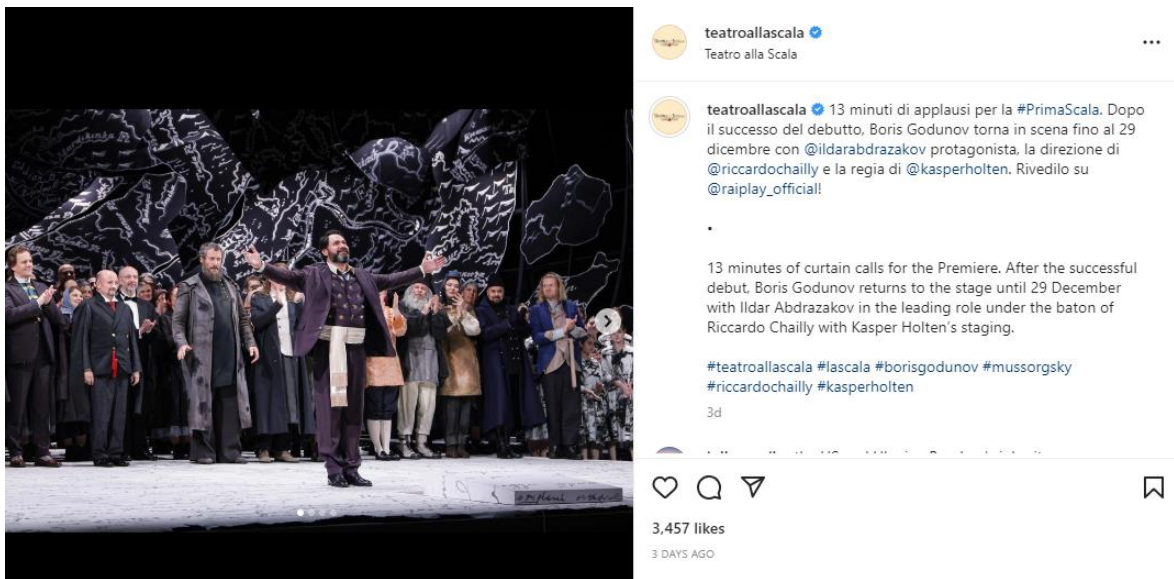 teatroallascala
Teatro alla Scala
teatroallascala 13 minuti di applausi per la #PrimaScala. Dopo
il successo del debutto, Boris Godunov torna in scena fino al 29
dicembre con @ildarabdrazakov protagonista, la direzione di
@riccardochailly e la regia di @kasperholten. Rivedilo su
@raiplay_official!
•
13 minutes of curtain calls for the Premiere. After the successful
debut, Boris Godunov returns to the stage until 29 December
with Ildar Abdrazakov in the leading role under the baton of
Riccardo Chailly with Kasper Holten's staging.
#teatroallascala #lascala #borisgodunov #mussorgsky
#riccardochailly #kasperholten
3d
3,457 likes
3 DAYS AGO